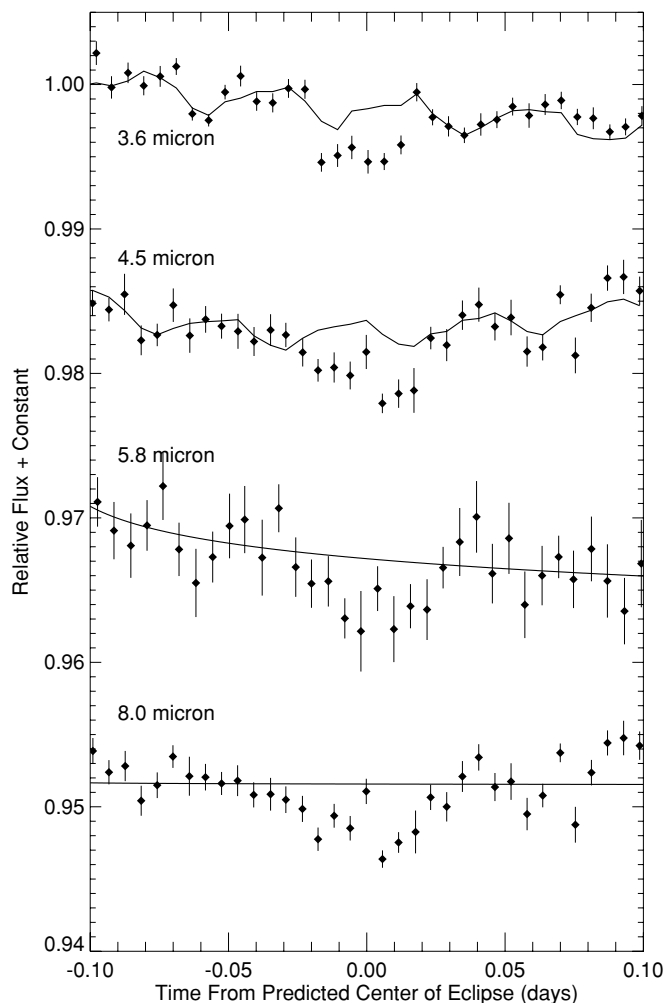 1.00
3.6 micron
0.99
4.5 micron
0.98
5.8 micron
0.97
0.96
8.0 micron
0.95
0.94
Relative Flux + Constant
-0.10 -0.05 0.00 0.05 0.10
Time From Predicted Center of Eclipse (days)